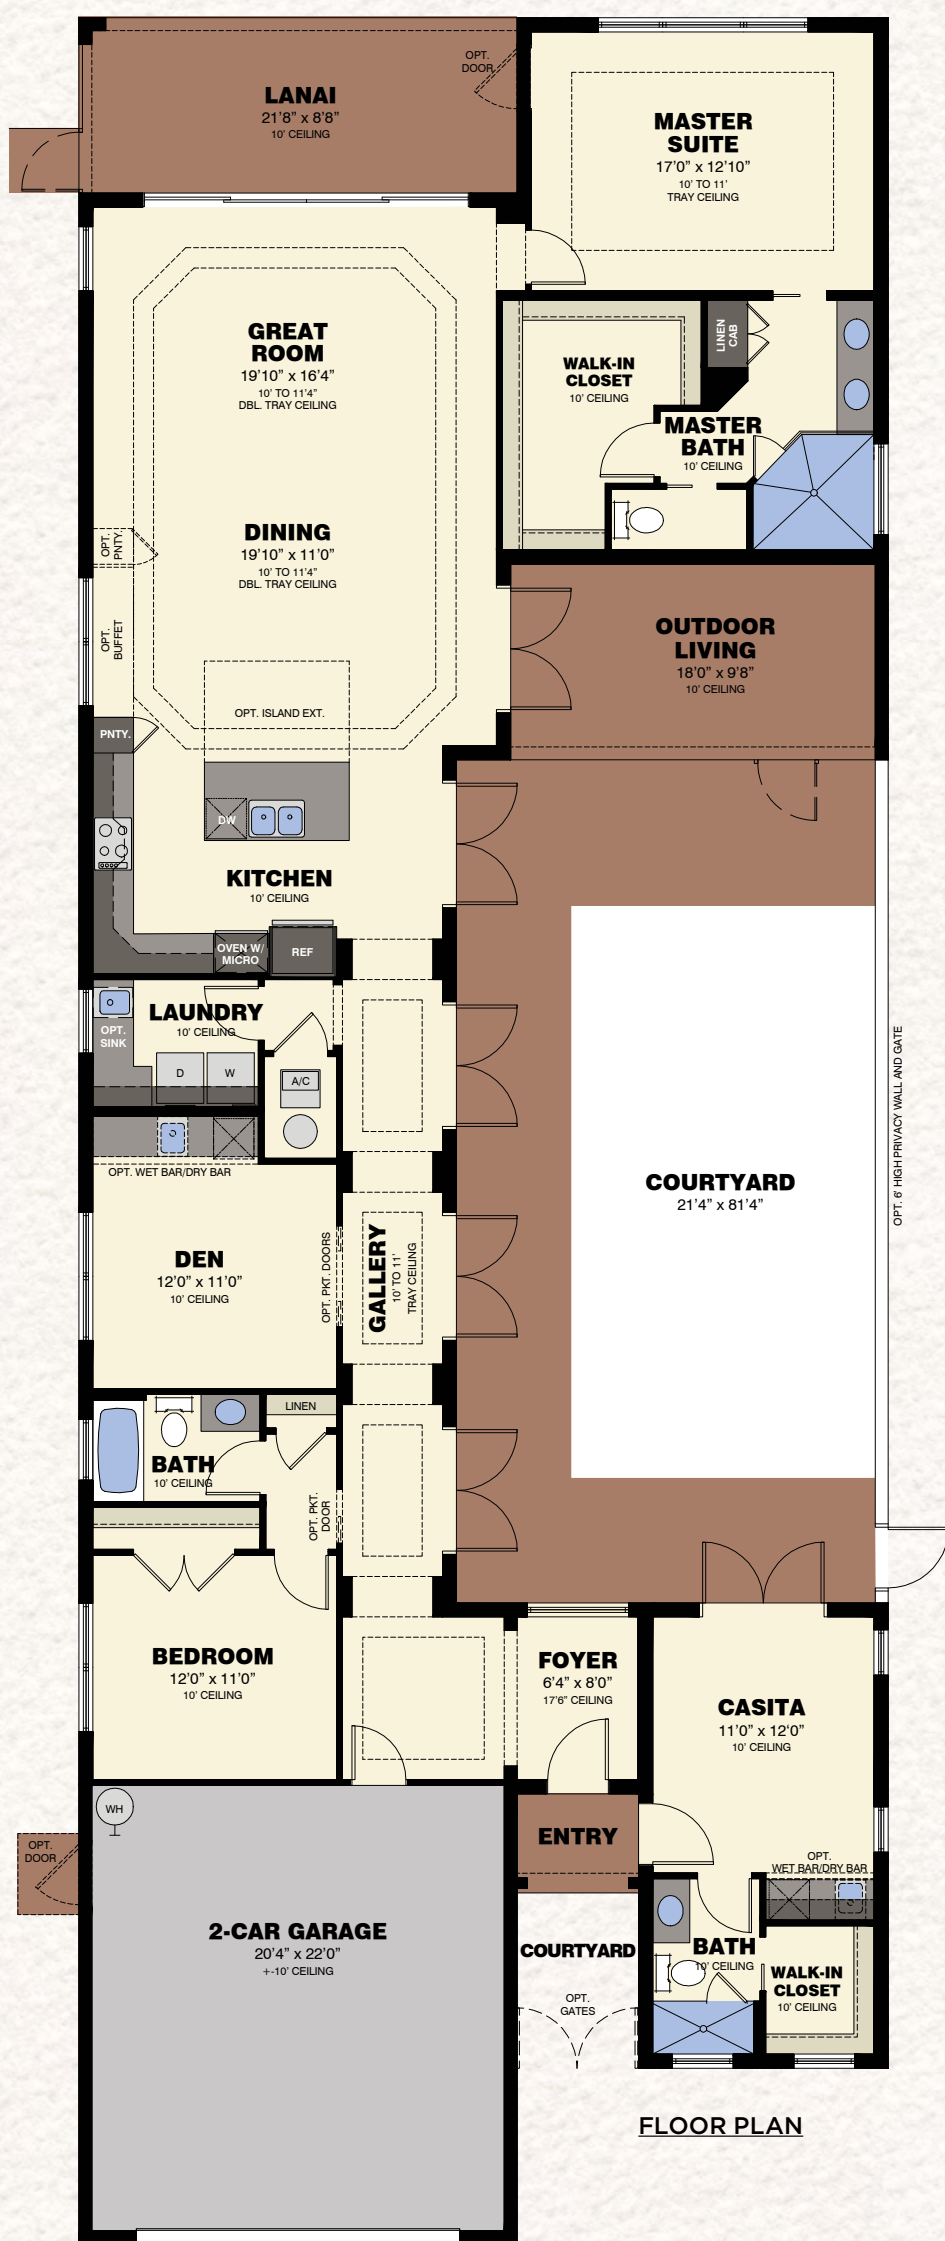 OPT.
DOOR
LANAI
21'8" x 8'8"
10' CEILING
MASTER
SUITE
17'0" x 12'10"
10' TO 11'
TRAY CEILING
GREAT
ROOM
19'10" x 16'4"
10' TO 11'4"
DBL. TRAY CEILING
LINEN
CAB
WALK-IN
CLOSET
10' CEILING
MASTER
BATH
10' CEILING
DINING
19'10" x 11'0"
10' TO 11'4"
DBL. TRAY CEILING
OPT.
PNTY.
OPT.
BUFFET
OUTDOOR
LIVING
18'0" x 9'8"
10' CEILING
OPT. ISLAND EXT.
PNTY.
DW
KITCHEN
10' CEILING
OVEN W/
MICRO
REF
LAUNDRY
10' CEILING
OPT.
SINK
D
W
A/C
OPT. 6' HIGH PRIVACY WALL AND GATE
OPT. WET BAR/DRY BAR
COURTYARD
21'4" x 81'4"
DEN
12'0" x 11'0"
10' CEILING
OPT. PKT. DOORS
GALLERY
10' TO 11'
TRAY CEILING
LINEN
BATH
10' CEILING
OPT. PKT.
DOOR
BEDROOM
12'0" x 11'0"
10' CEILING
FOYER
6'4" x 8'0"
17'6" CEILING
CASITA
11'0" x 12'0"
10' CEILING
WH
OPT.
DOOR
ENTRY
OPT.
WET BAR/DRY BAR
2-CAR GARAGE
20'4" x 22'0"
+-10' CEILING
COURTYARD
BATH
10' CEILING
WALK-IN
CLOSET
10' CEILING
OPT.
GATES
FLOOR PLAN